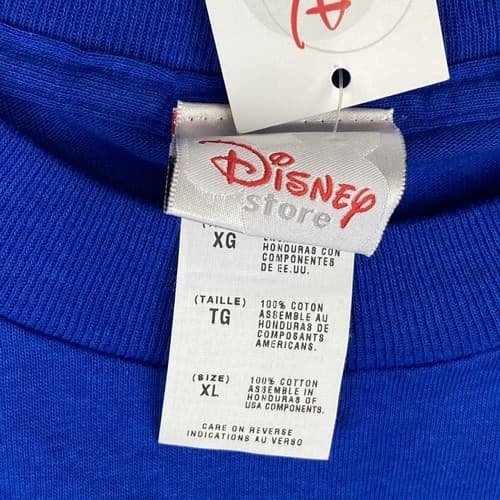 Disney
store
XG
HONDURAS CON
COMPONENTES
DE EE.UU.
(TAILLE)
TG
100% COTON
ASSEMBLE AU
HONDURAS DE
COMPOSANTS
AMERICANS.
(SIZE)
XL
100% COTTON
ASSEMBLED IN
HONDURAS OF
USA COMPONENTS.
CARE ON REVERSE
INDICATIONS AU VERSO